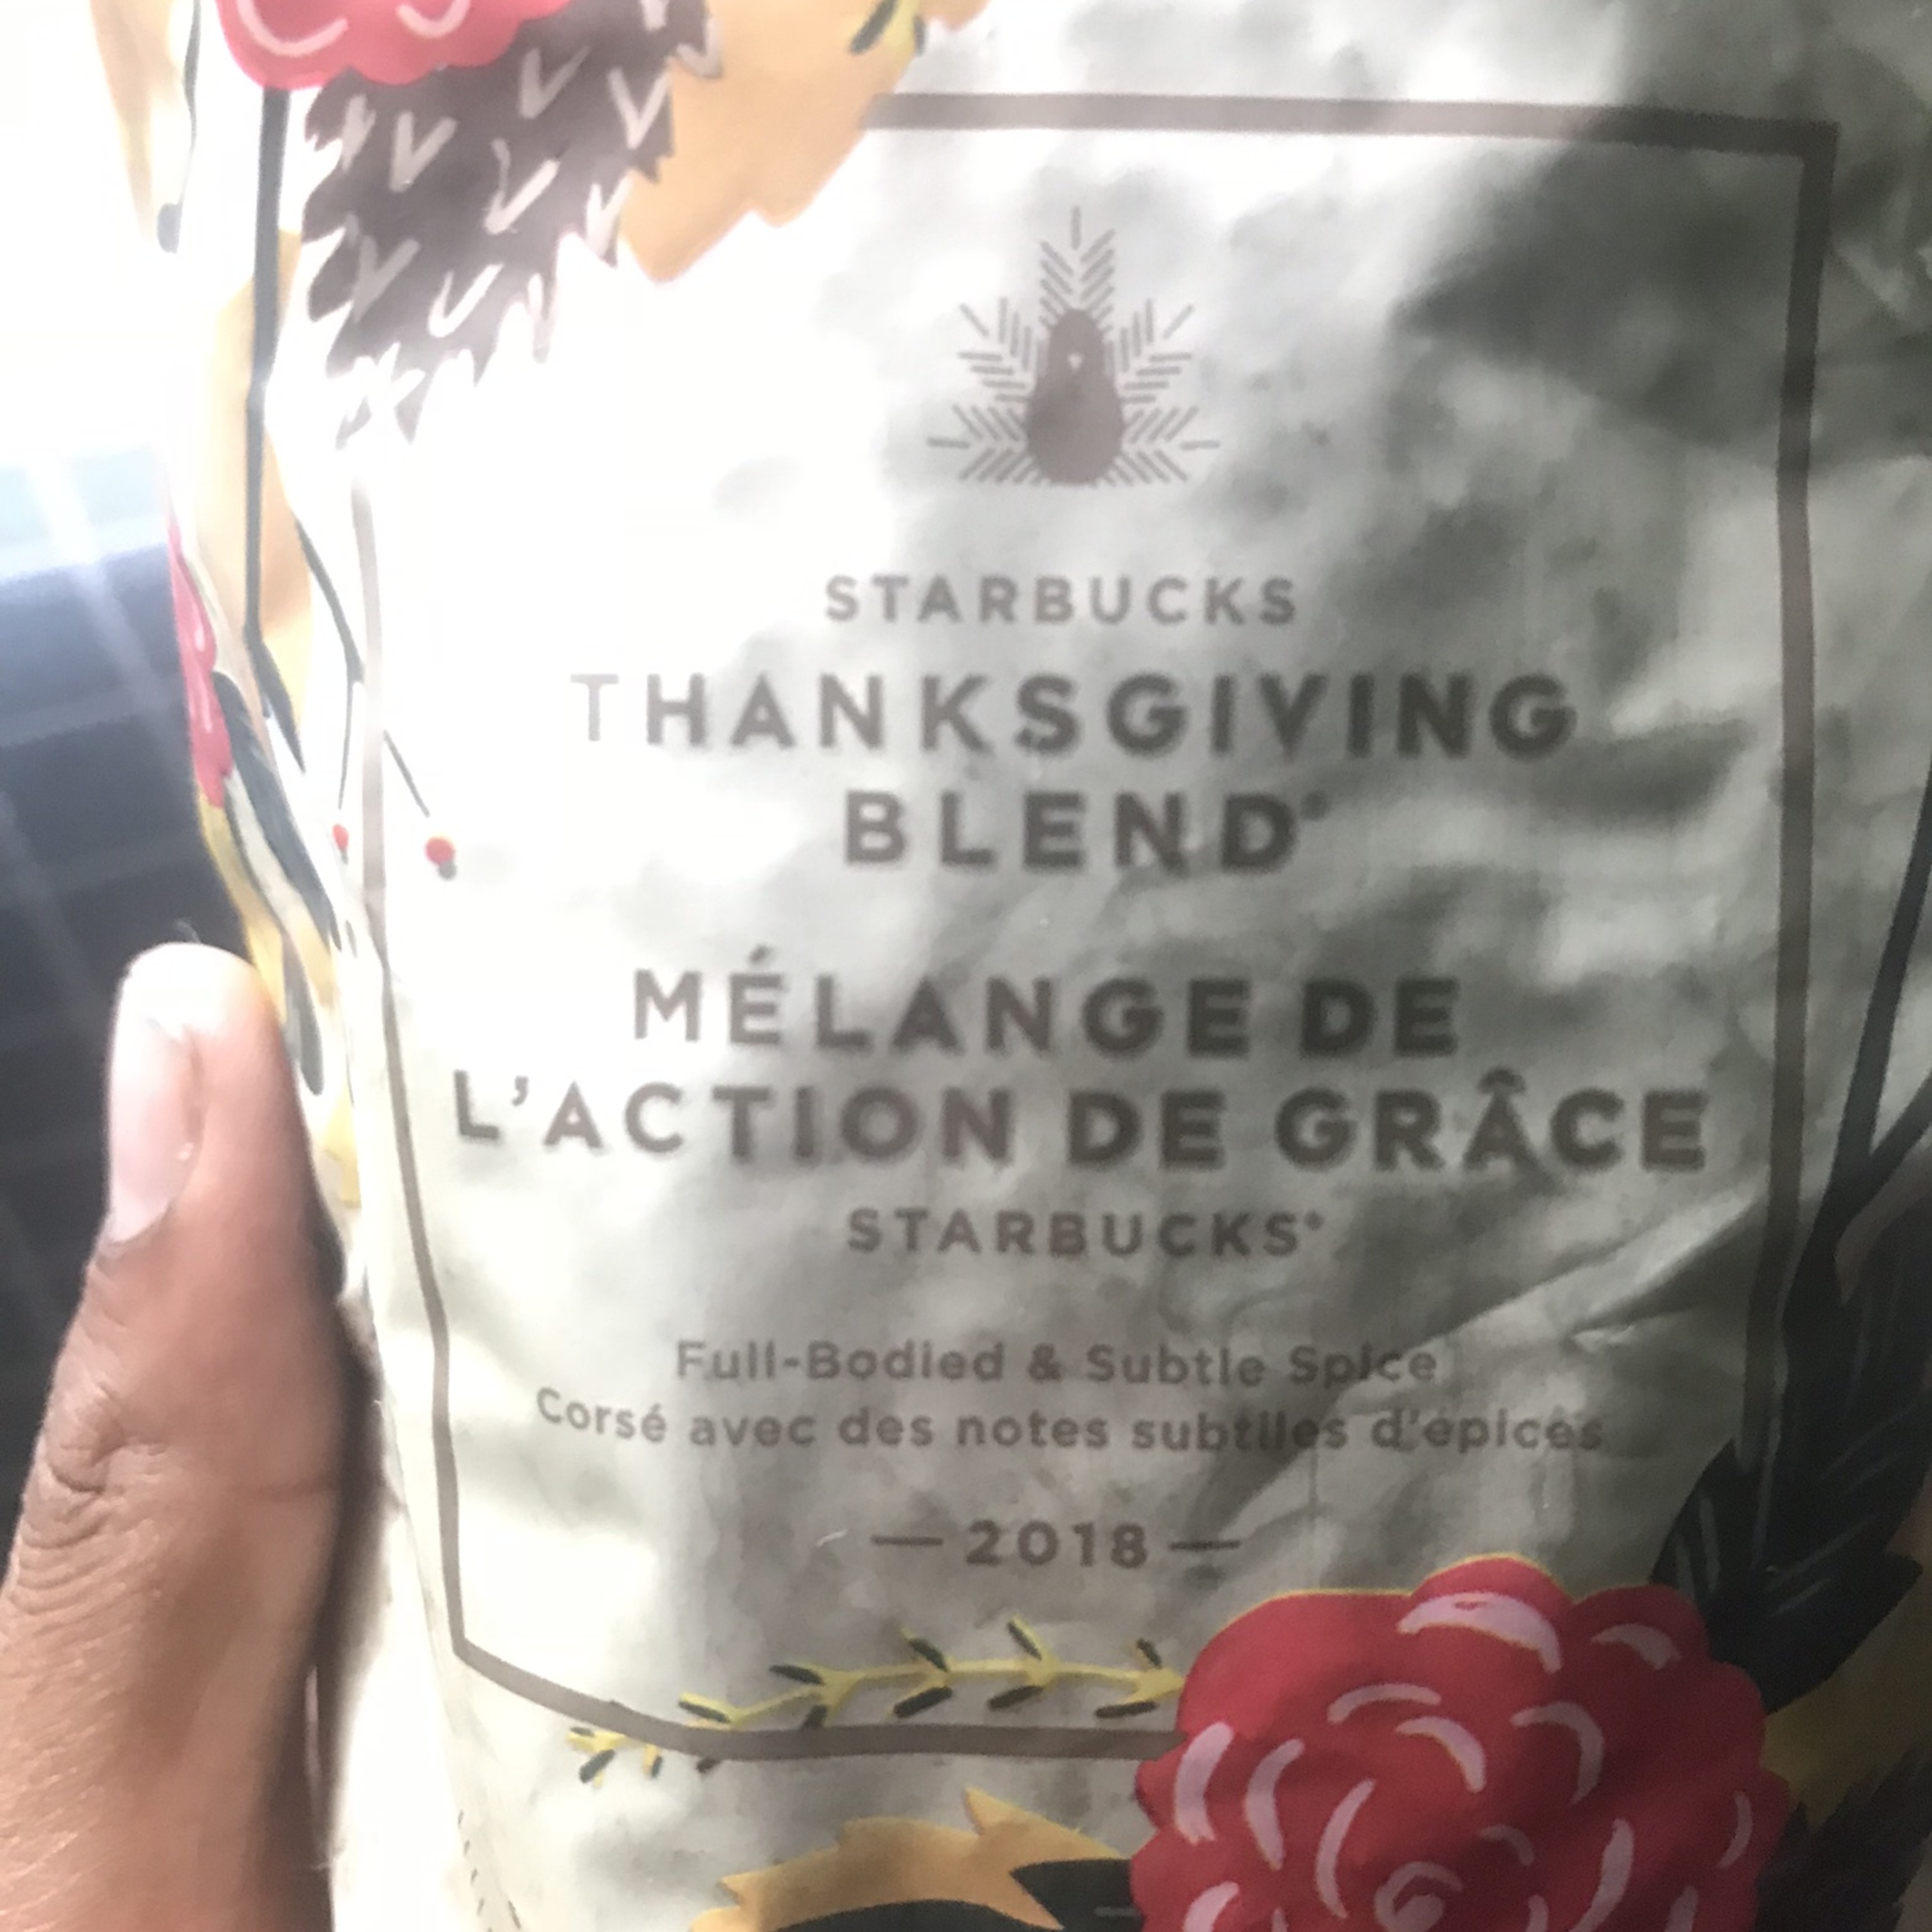 STARBUCKS
THANKSGIVING
BLEND®
MÉLANGE DE
L'ACTION DE GRÂCE
STARBUCKS®
Full-Bodied & Subtle Spice
Corsé avec des notes subtiles d'épices
— 2018 —